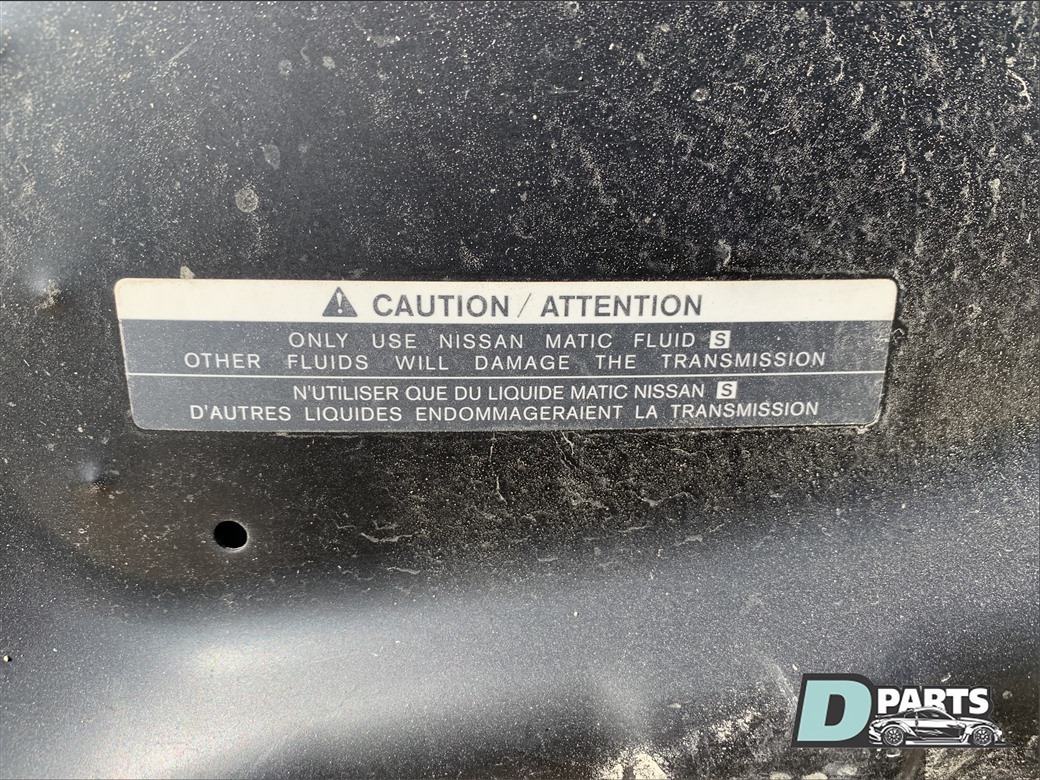 CAUTION / ATTENTION
ONLY USE NISSAN MATIC FLUID S
OTHER FLUIDS WILL DAMAGE THE TRANSMISSION
N'UTILISER QUE DU LIQUIDE MATIC NISSAN S
D'AUTRES LIQUIDES ENDOMMAGERAIENT LA TRANSMISSION
D PARTS